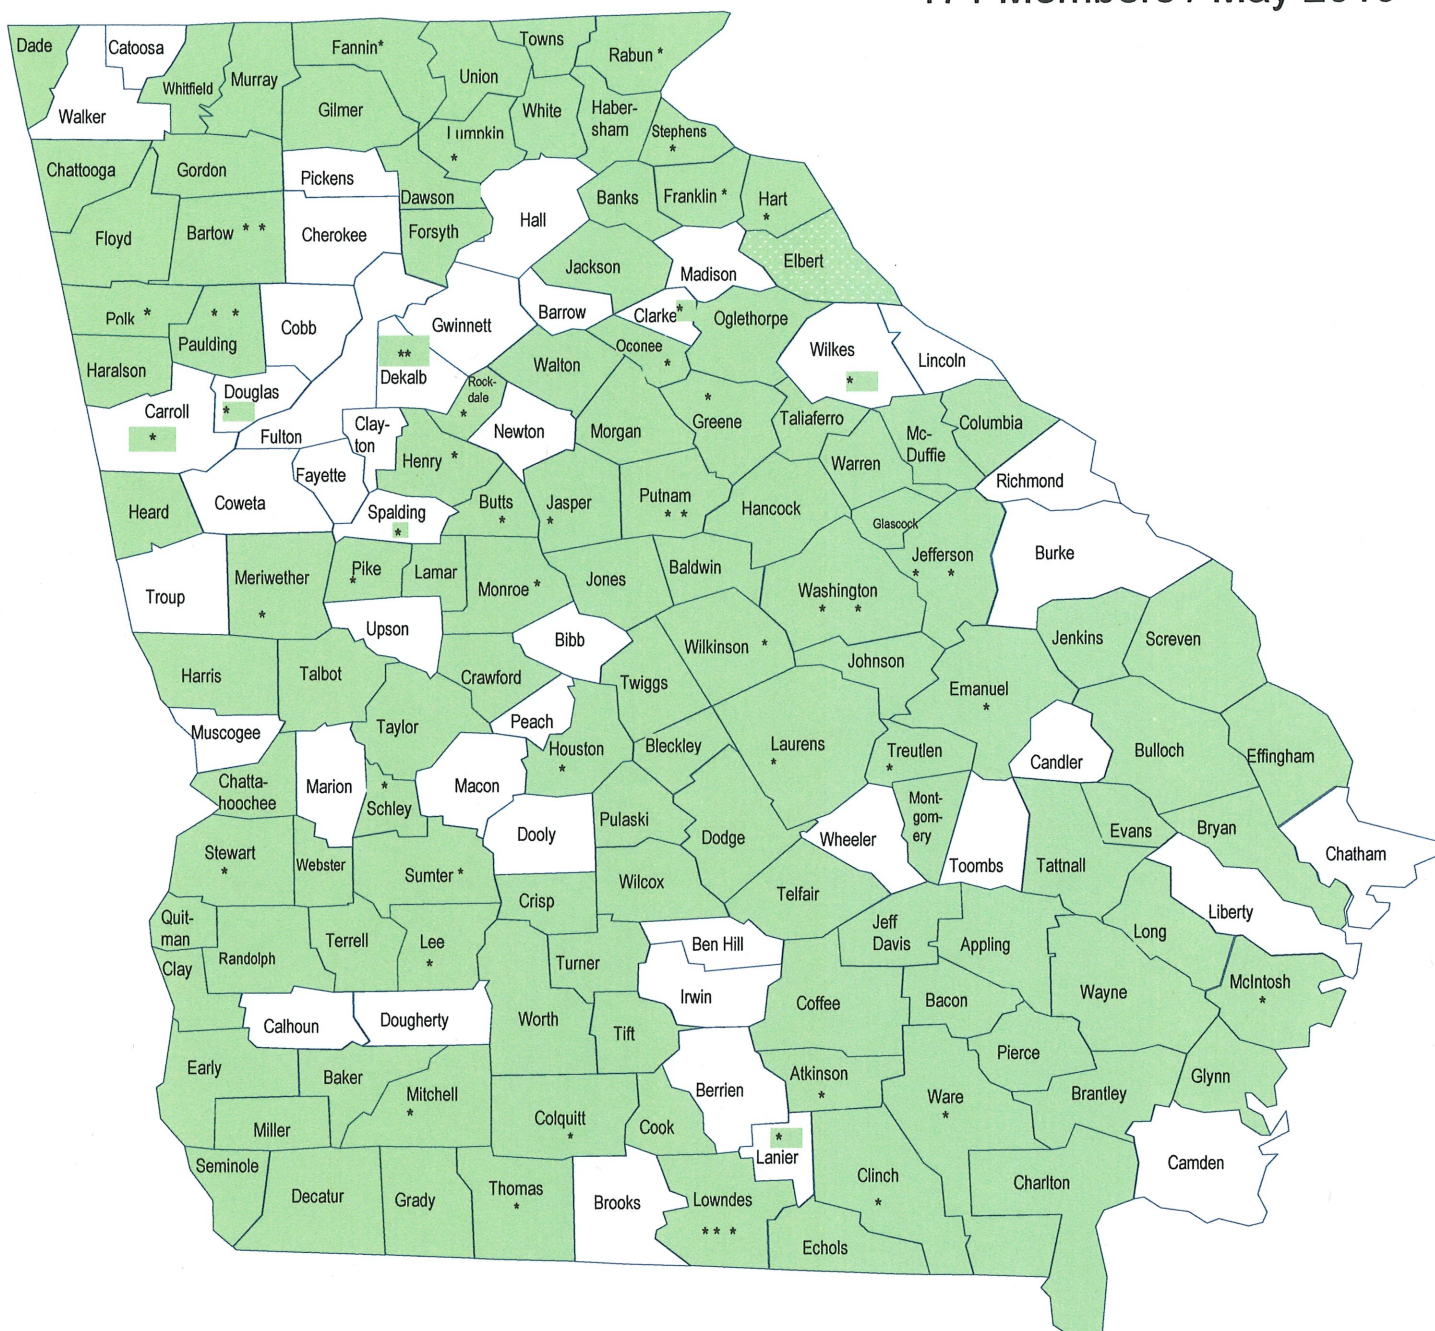 Dade
Catoosa
Fannin*
Towns
Rabun *
Whitfield
Murray
Union
Walker
Gilmer
White
Haber-
sham
Lumpkin
*
Stephens
*
Chattooga
Gordon
Pickens
Dawson
Banks
Franklin *
Hart
*
Floyd
Bartow * *
Cherokee
Forsyth
Hall
Jackson
Madison
Elbert
Polk *
* *
Paulding
Cobb
Gwinnett
Barrow
Clarke *
Oglethorpe
Haralson
**
Dekalb
Walton
Oconee
*
Wilkes
*
Lincoln
Carroll
*
Douglas
*
Fulton
Clay-
ton
Rock-
dale
*
Newton
Morgan
*
Greene
Taliaferro
Mc-
Duffie
Columbia
Heard
Coweta
Fayette
Henry *
Butts
*
Jasper
*
Putnam
* *
Hancock
Warren
Glascock
Richmond
Spalding
*
Troup
Meriwether
*
Pike
*
Lamar
Monroe *
Jones
Baldwin
Washington
* *
Jefferson
* *
Burke
Upson
Bibb
Wilkinson *
Johnson
Jenkins
Screven
Harris
Talbot
Crawford
Twiggs
Emanuel
*
Muscogee
Taylor
Peach
Houston
*
Bleckley
Laurens
*
Treutlen
*
Candler
Bulloch
Effingham
Chatta-
hoochee
Marion
*
Schley
Macon
Dooly
Pulaski
Dodge
Wheeler
Mont-
gom-
ery
Toombs
Tattnall
Evans
Bryan
Chatham
Stewart
*
Webster
Sumter *
Crisp
Wilcox
Telfair
Quit-
man
Randolph
Terrell
Lee
*
Turner
Ben Hill
Jeff
Davis
Appling
Long
Liberty
Clay
Calhoun
Dougherty
Worth
Tift
Irwin
Coffee
Bacon
Wayne
McIntosh
*
Early
Baker
Mitchell
*
Berrien
Atkinson
*
Pierce
Ware
*
Brantley
Glynn
Miller
Colquitt
*
Cook
*
Lanier
Seminole
Decatur
Grady
Thomas
*
Brooks
Lowndes
* * *
Clinch
*
Echols
Charlton
Camden